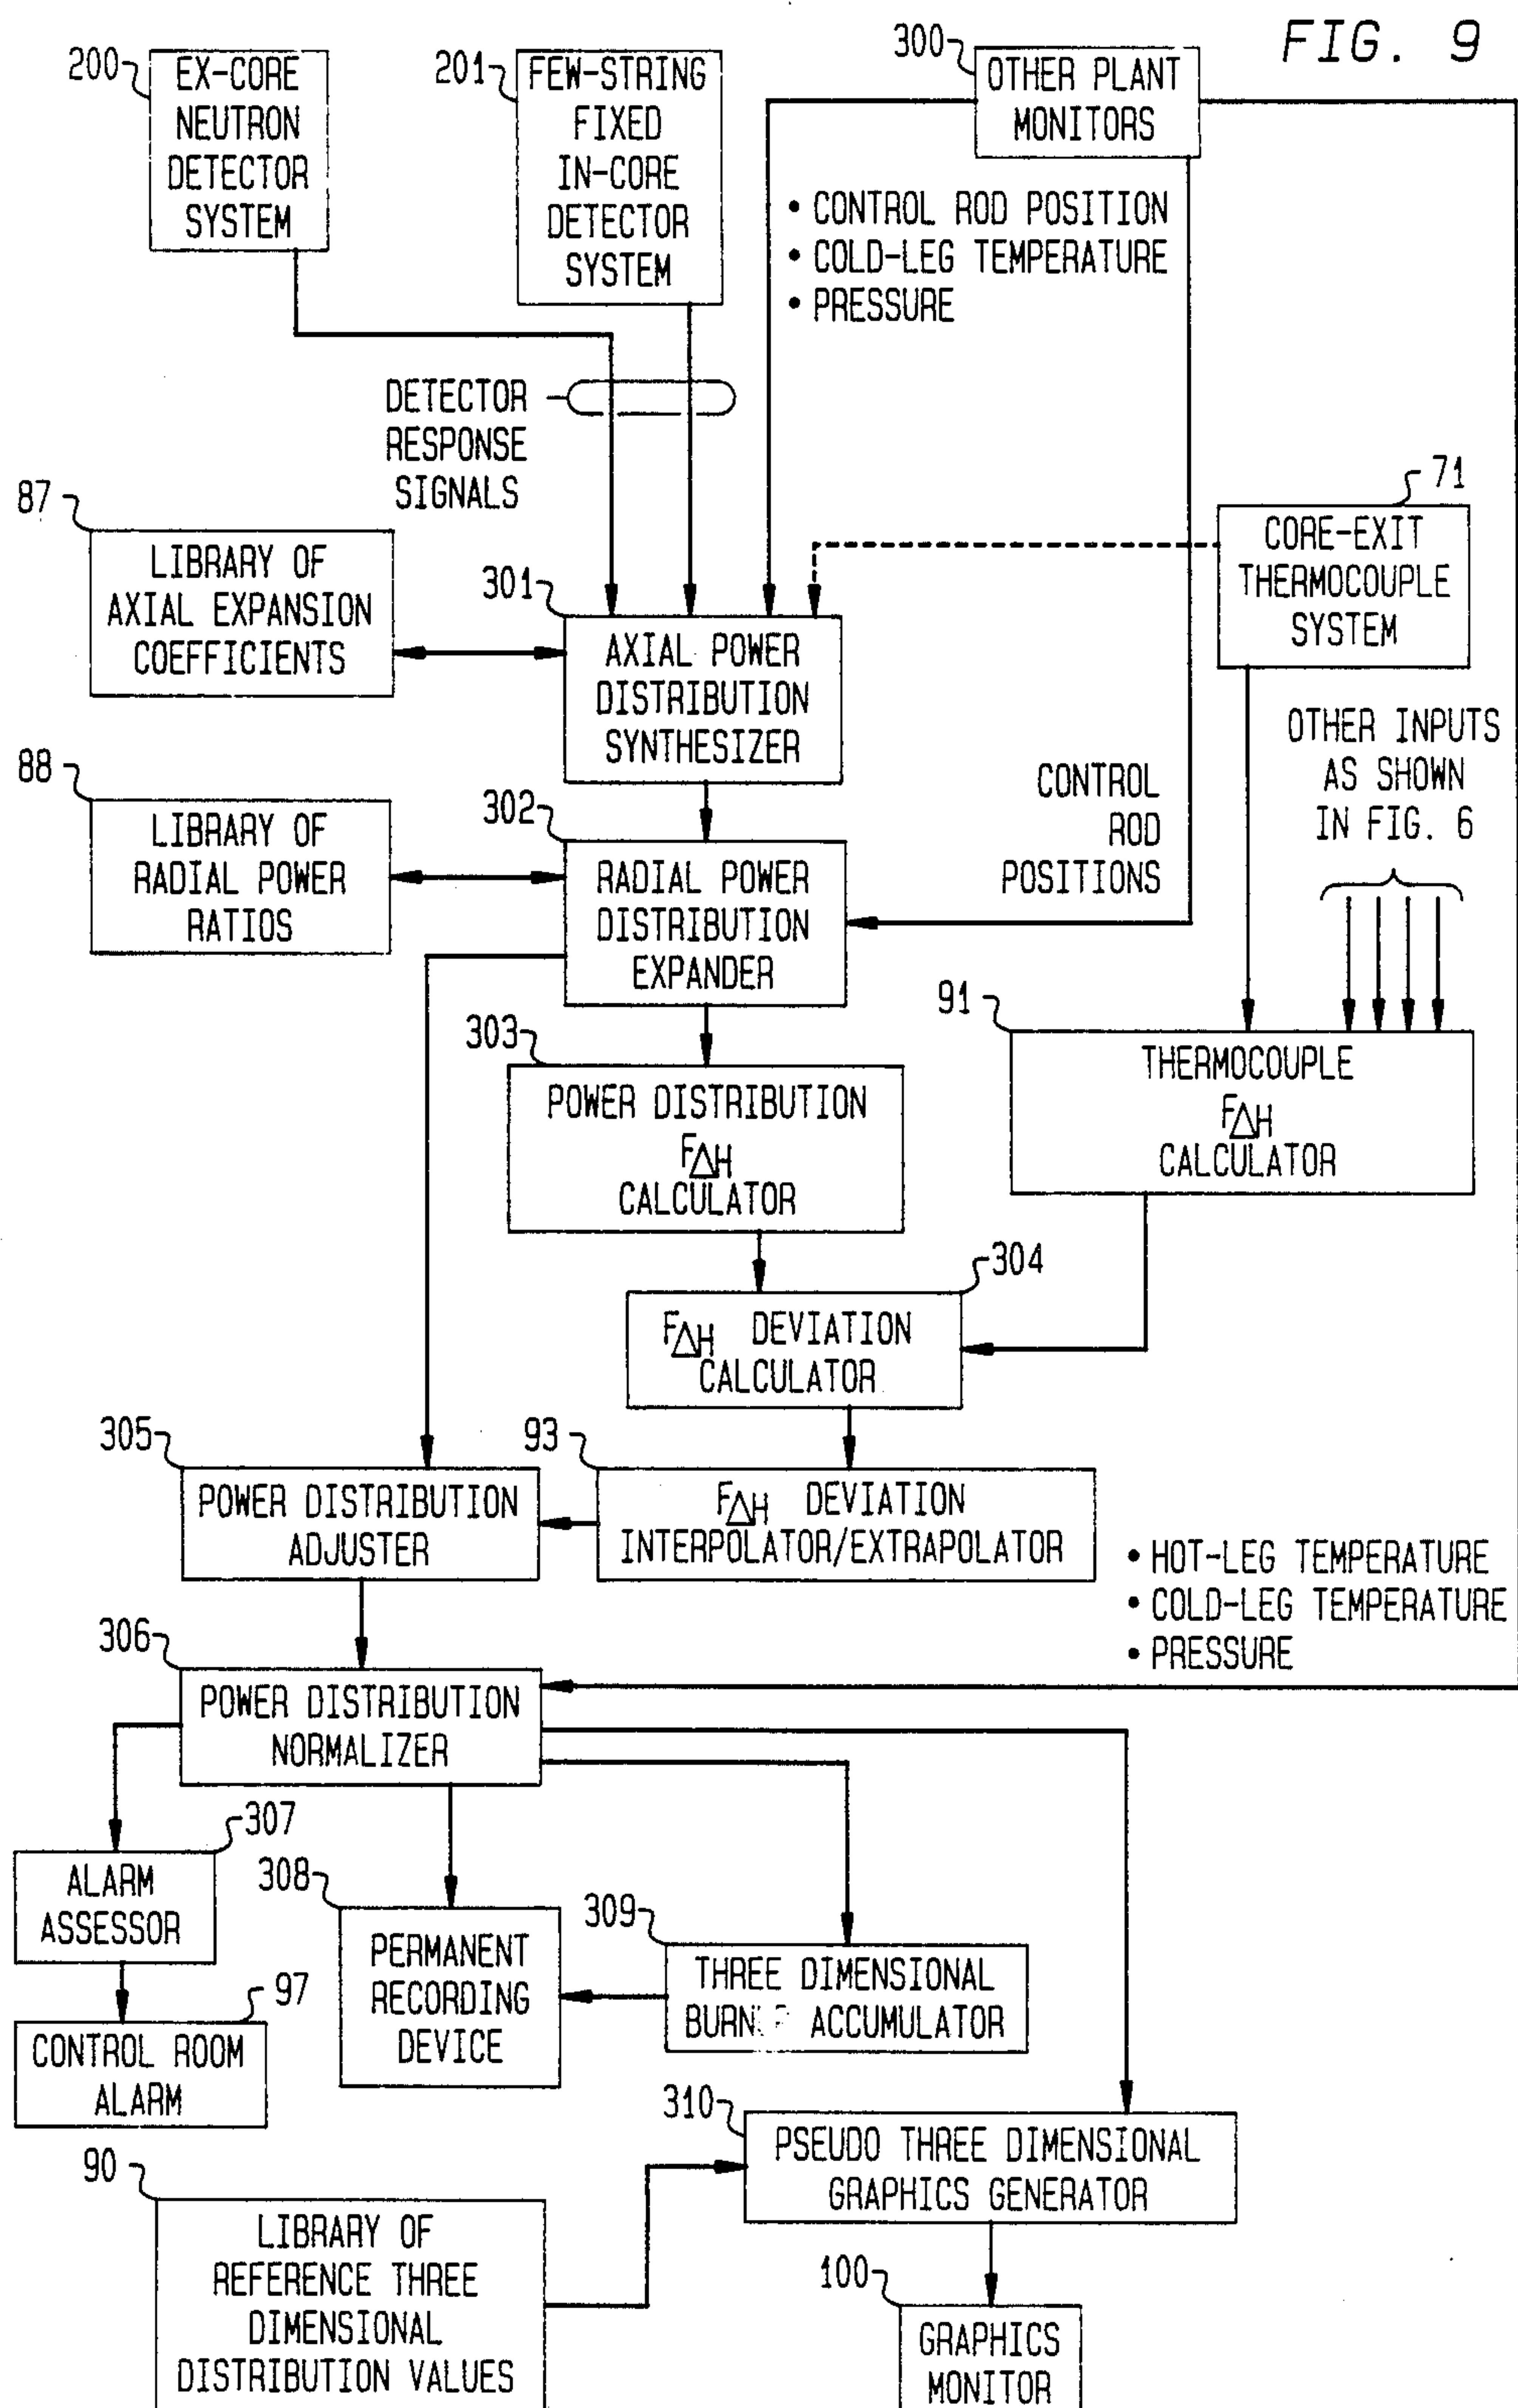 FIG. 9
200
EX-CORE
NEUTRON
DETECTOR
SYSTEM
201
FEW-STRING
FIXED
IN-CORE
DETECTOR
SYSTEM
300
OTHER PLANT
MONITORS
• CONTROL ROD POSITION
• COLD-LEG TEMPERATURE
• PRESSURE
DETECTOR
RESPONSE
SIGNALS
71
CORE-EXIT
THERMOCOUPLE
SYSTEM
87
LIBRARY OF
AXIAL EXPANSION
COEFFICIENTS
301
AXIAL POWER
DISTRIBUTION
SYNTHESIZER
OTHER INPUTS
AS SHOWN
IN FIG. 6
88
LIBRARY OF
RADIAL POWER
RATIOS
302
RADIAL POWER
DISTRIBUTION
EXPANDER
CONTROL
ROD
POSITIONS
303
POWER DISTRIBUTION
F∆H
CALCULATOR
91
THERMOCOUPLE
F∆H
CALCULATOR
304
F∆H DEVIATION
CALCULATOR
305
POWER DISTRIBUTION
ADJUSTER
93
F∆H DEVIATION
INTERPOLATOR/EXTRAPOLATOR
• HOT-LEG TEMPERATURE
• COLD-LEG TEMPERATURE
• PRESSURE
306
POWER DISTRIBUTION
NORMALIZER
307
ALARM
ASSESSOR
308
PERMANENT
RECORDING
DEVICE
309
THREE DIMENSIONAL
ACCUMULATOR
97
CONTROL ROOM
ALARM
310
PSEUDO THREE DIMENSIONAL
GRAPHICS GENERATOR
90
LIBRARY OF
REFERENCE THREE
DIMENSIONAL
DISTRIBUTION VALUES
100
GRAPHICS
MONITOR